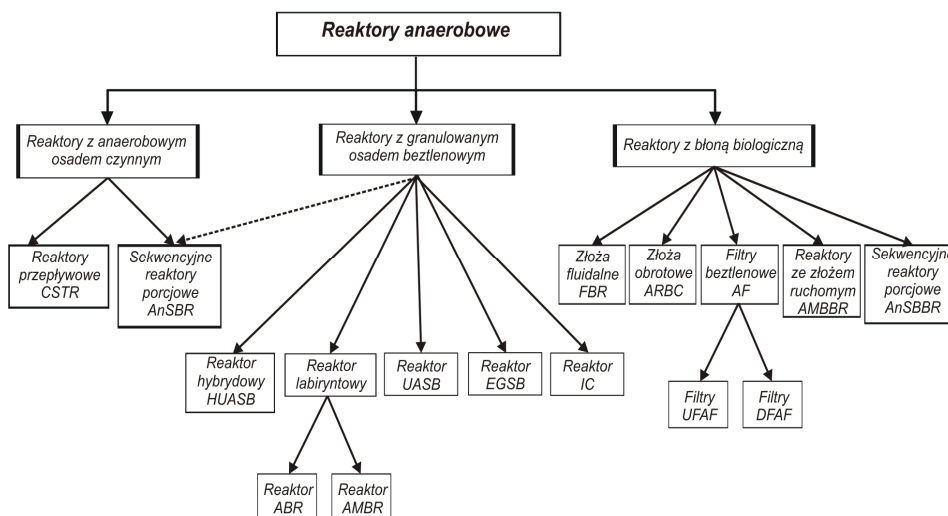 Reaktory anaerobowe
Reaktory z anaerobowym
osadem czynnym
Reaktory z granulowanym
osadem beztlenowym
Reaktory z błoną biologiczną
Reaktory
przepływowe
CSTR
Sekwencyjne
reaktory
porcjowe
AnSBR
Złoża
fluidalne
FBR
Złoża
obrotowe
ARBC
Filtry
beztlenowe
AF
Reaktory
ze złożem
ruchomym
AMBBR
Sekwencyjne
reaktory
porcjowe
AnSBBR
Reaktor
hybrydowy
HUASB
Reaktor
labiryntowy
Reaktor
UASB
Reaktor
EGSB
Reaktor
IC
Filtry
UFAF
Filtry
DFAF
Reaktor
ABR
Reaktor
AMBR